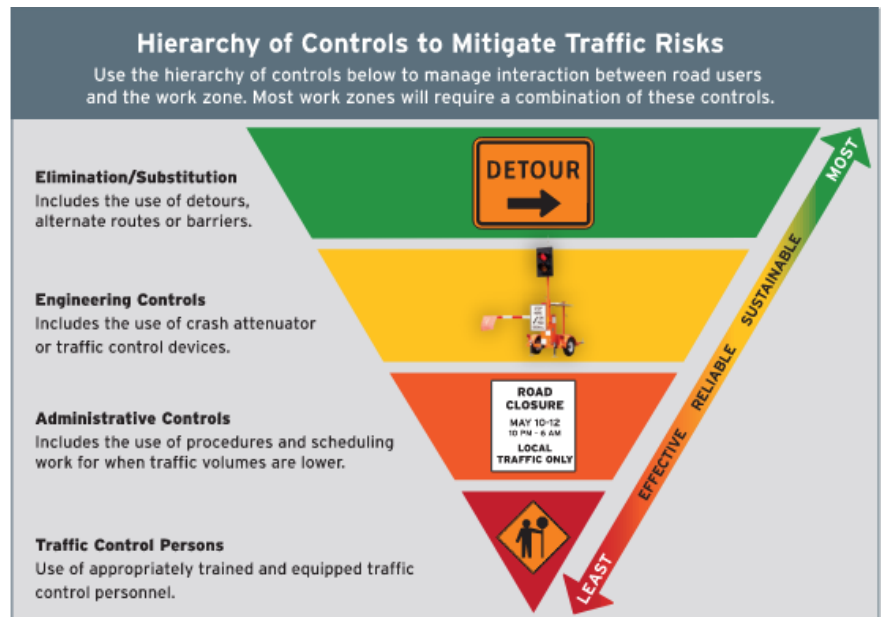 Hierarchy of Controls to Mitigate Traffic Risks
Use the hierarchy of controls below to manage interaction between road users
and the work zone. Most work zones will require a combination of these controls.
Elimination/Substitution
Includes the use of detours,
alternate routes or barriers.
DETOUR
Engineering Controls
Includes the use of crash attenuator
or traffic control devices.
Administrative Controls
Includes the use of procedures and scheduling
work for when traffic volumes are lower.
ROAD
CLOSURE
MAY 10-12
10 PM - 6 AM
LOCAL
TRAFFIC ONLY
Traffic Control Persons
Use of appropriately trained and equipped traffic
control personnel.
MOST
LEAST
EFFECTIVE RELIABLE SUSTAINABLE